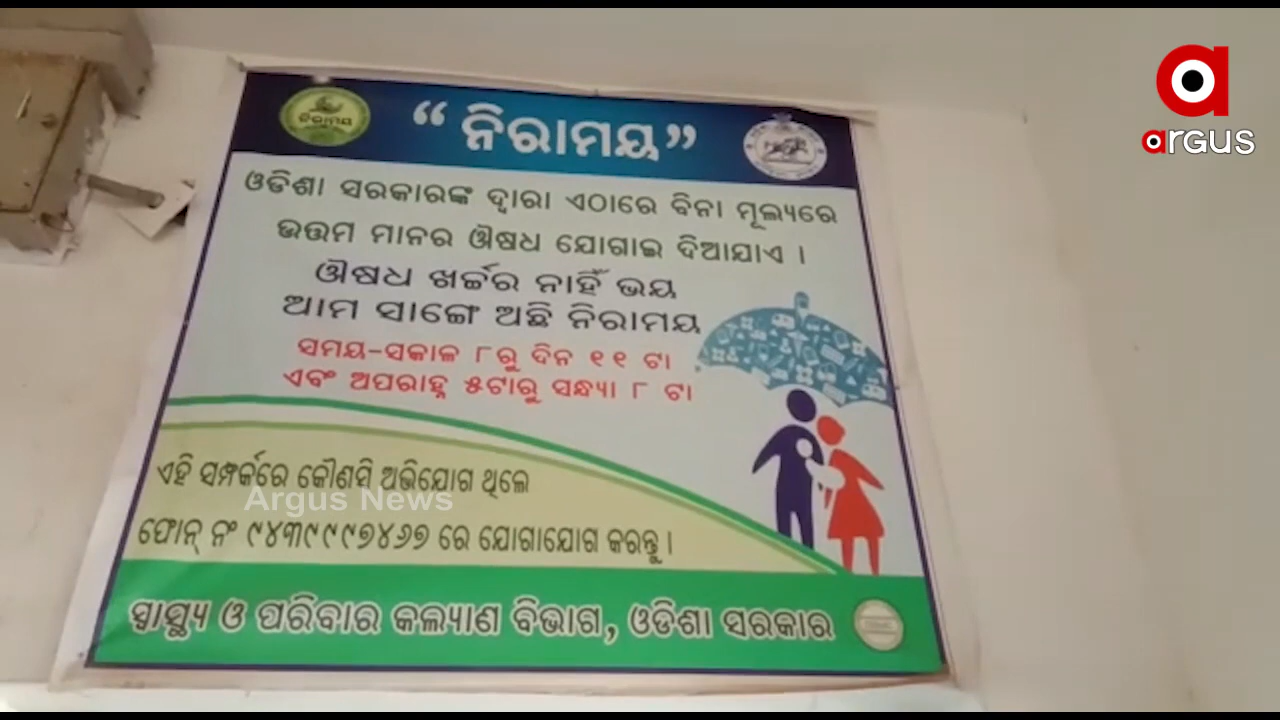 argus
ନିରାମୟ
“ନିରାମୟ”
ଓଡିଶା ସରକାରଙ୍କ ଦ୍ୱାରା ଏଠାରେ ବିନା ମୂଲ୍ୟରେ
ଉତ୍ତମ ମାନର ଔଷଧ ଯୋଗାଇ ଦିଆଯାଏ ।
ଔଷଧ ଖର୍ଚ୍ଚର ନାହିଁ ଭୟ
ଆମ ସାଙ୍ଗେ ଅଛି ନିରାମୟ
ସମୟ-ସକାଳ ୮ରୁ ଦିନ ୧୧ ଟା
ଏବଂ ଅପରାହ୍ନ ୫ଟାରୁ ସନ୍ଧ୍ୟା ୮ ଟା
ଏହି ସମ୍ପର୍କରେ କୌଣସି ଅଭିଯୋଗ ଥିଲେ
Argus News
ଫୋନ୍ ନଂ ୯୪୩୯୯୯୭୪୬୭ ରେ ଯୋଗାଯୋଗ କରନ୍ତୁ ।
ସ୍ୱାସ୍ଥ୍ୟ ଓ ପରିବାର କଲ୍ୟାଣ ବିଭାଗ, ଓଡିଶା ସରକାର